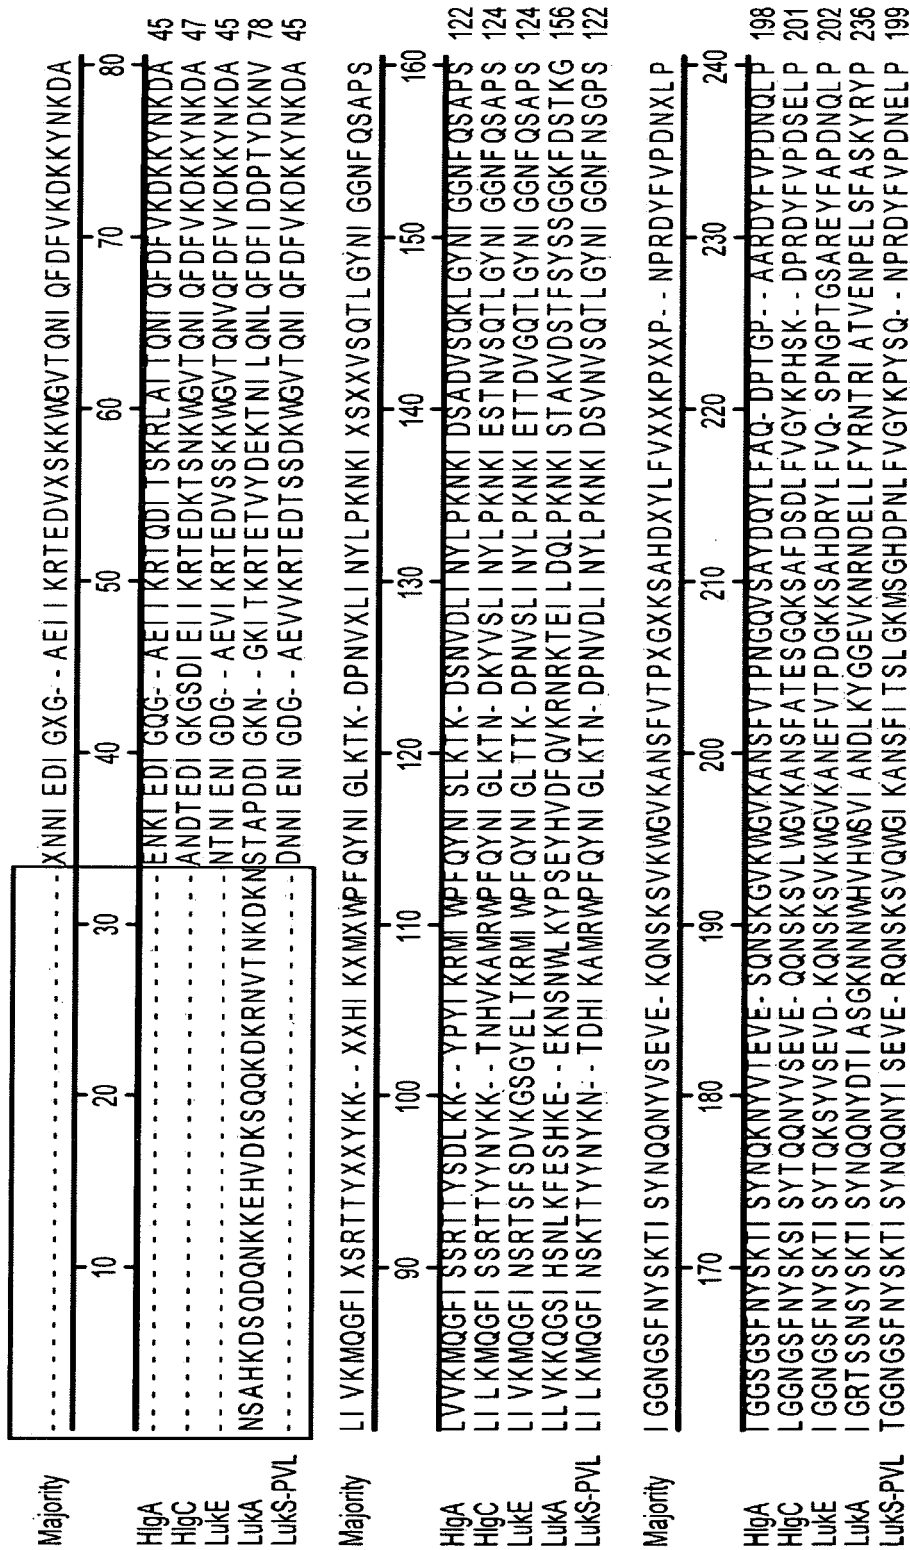 Majority ---------------------------------XNNIEDIGXG--AEIIKRTEDVXSKKWGVTQNIQFDFVKDKKYNKDA
10 20 30 40 50 60 70 80
HlgA ---------------------------------ENKIEDIGQG--AEIIKRTQDITSKRLAITQNIQFDFVKDKKYNKDA 45
HlgC ---------------------------------ANDTEDIGKGSDIEIIKRTEDKTSNKWGVTQNIQFDFVKDKKYNKDA 47
LukE ---------------------------------NTNIENIGDG--AEVIKRTEDVSSKKWGVTQNVQFDFVKDKKYNKDA 45
LukA NSAHKDSQDQNKKEHVDKSQQKDKRNVTNKDKNSTAPDDIGKN--GKITKRTETVYDEKTNILQNLQFDFIDDPTYDKNV 78
LukS-PVL ---------------------------------DNNIENIGDG--AEVVKRTEDTSSDKWGVTQNIQFDFVKDKKYNKDA 45
Majority LIVKMQGFIXSRTTYXXYKK--XXHIKXMXWPFQYNIGLKTK-DPNVXLINYLPKNKIXSXXVSQTLGYNIGGNFQSAPS
90 100 110 120 130 140 150 160
HlgA LVVKMQGFISSRTTYSDLKK--YPYIKRMIWPFQYNISLKTK-DSNVDLINYLPKNKIDSADVSQKLGYNIGGNFQSAPS 122
HlgC LILKMQGFISSRTTYYNYKK--TNHVKAMRWPFQYNIGLKTN-DKYVSLINYLPKNKIESTNVSQTLGYNIGGNFQSAPS 124
LukE LIVKMQGFINSRTSFSDVKGSGYELTKRMIWPFQYNIGLTTK-DPNVSLINYLPKNKIETTDVGQTLGYNIGGNFQSAPS 124
LukA LLVKKQGSIHSNLKFESHKE--EKNSNWLKYPSEYHVDFQVKRNRKTEILDQLPKNKISTAKVDSTFSYSSGGKFDSTKG 156
LukS-PVL LILKMQGFINSKTTYYNYKN--TDHIKAMRWPFQYNIGLKTN-DPNVDLINYLPKNKIDSVNVSQTLGYNIGGNFNSGPS 122
Majority IGGNGSFNYSKTISYNQQNYVSEVE-KQNSKSVKWGVKANSFVTPXGXKSAHDXYLFVXXKPXXP--NPRDYFVPDNXLP
170 180 190 200 210 220 230 240
HlgA IGGSGSFNYSKTISYNQKNYVTEVE-SQNSKGVKWGVKANSFVTPNGQVSAYDQYLFAQ-DPTGP--AARDYFVPDNQLP 198
HlgC LGGNGSFNYSKSISYTQQNYVSEVE-QQNSKSVLWGVKANSFATESGQKSAFDSDLFVGYKPHSK--DPRDYFVPDSELP 201
LukE IGGNGSFNYSKTISYTQKSYVSEVD-KQNSKSVKWGVKANEFVTPDGKKSAHDRYLFVQ-SPNGPTGSAREYFAPDNQLP 202
LukA IGRTSSNSYSKTISYNQQNYDTIASGKNNNWHVHWSVIANDLKYGGEVKNRNDELLFYRNTRIATVENPELSFASKYRYP 236
LukS-PVL TGGNGSFNYSKTISYNQQNYISEVE-RQNSKSVQWGIKANSFITSLGKMSGHDPNLFVGYKPYSQ--NPRDYFVPDNELP 199